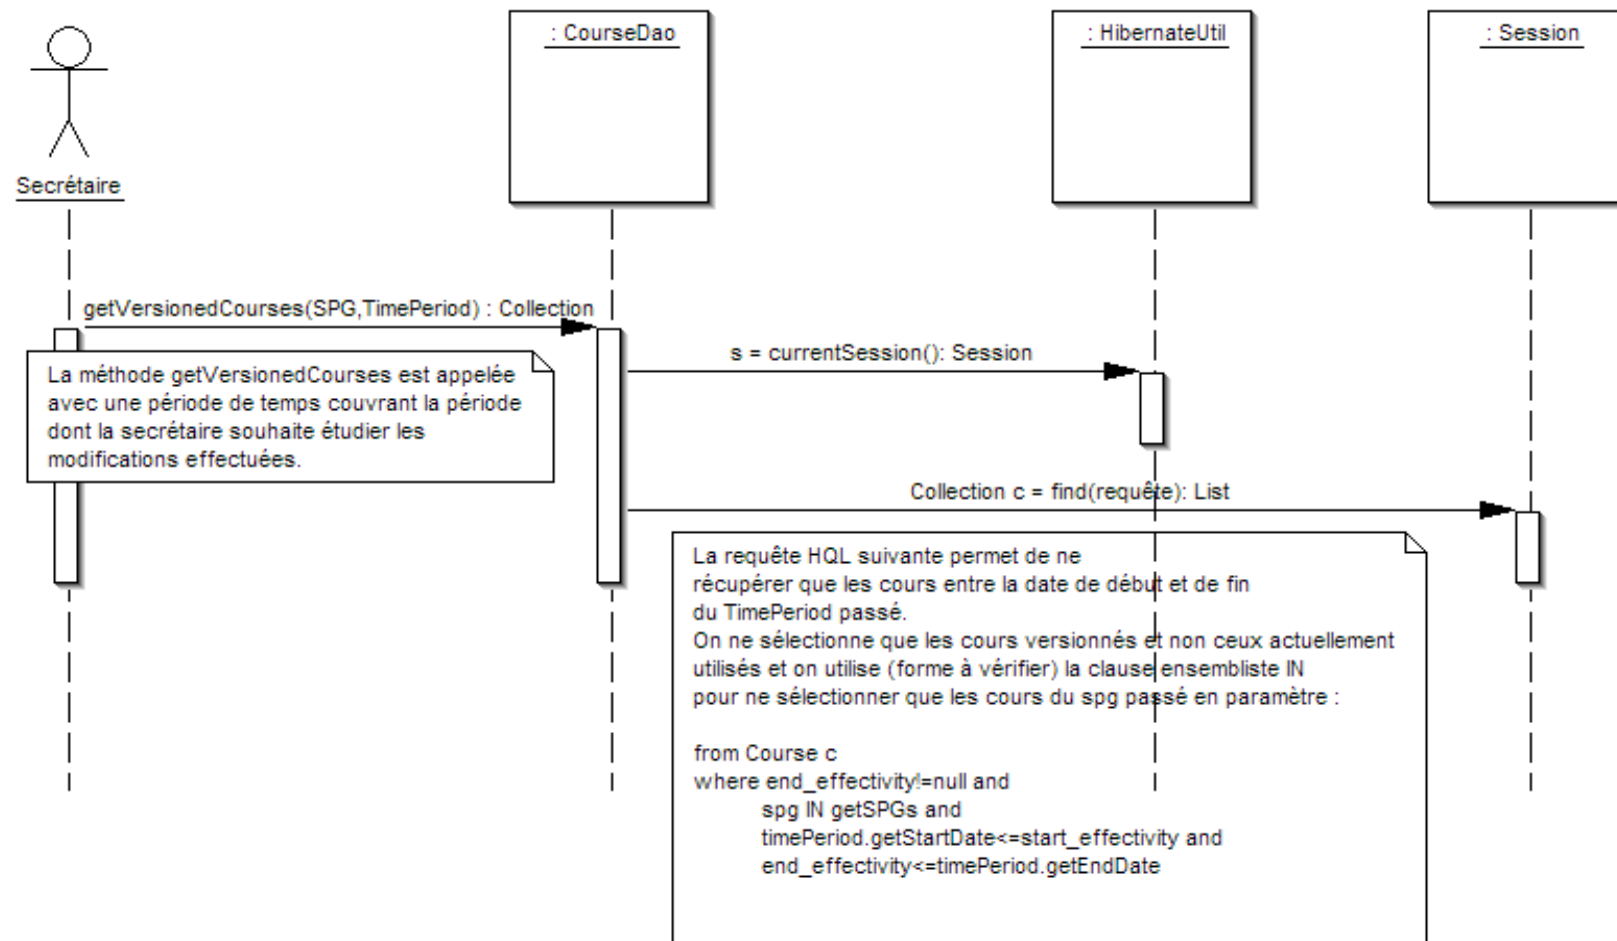 : CourseDao
: HibernateUtil
: Session
Secrétaire
getVersionedCourses(SPG,TimePeriod) : Collection
s = currentSession(): Session
La méthode getVersionedCourses est appelée
avec une période de temps couvrant la période
dont la secrétaire souhaite étudier les
modifications effectuées.
Collection c = find(requête): List
La requête HQL suivante permet de ne
récupérer que les cours entre la date de début et de fin
du TimePeriod passé.
On ne sélectionne que les cours versionnés et non ceux actuellement
utilisés et on utilise (forme à vérifier) la clause ensembliste IN
pour ne sélectionner que les cours du spg passé en paramètre :
from Course c
where end_effectivity!=null and
spg IN getSPGs and
timePeriod.getStartDate<=start_effectivity and
end_effectivity<=timePeriod.getEndDate